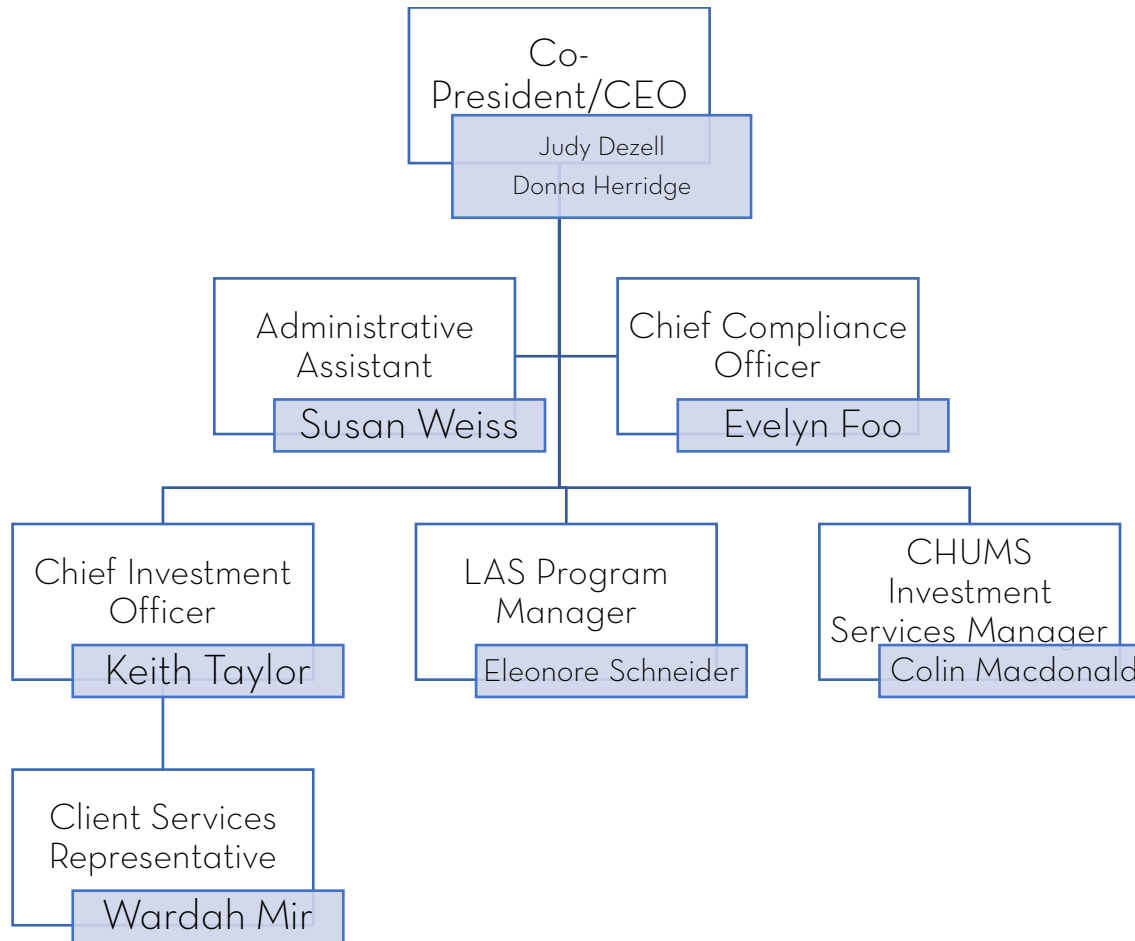 Co-
President/CEO
Judy Dezell
Donna Herridge
Administrative
Assistant
Susan Weiss
Chief Compliance
Officer
Evelyn Foo
Chief Investment
Officer
Keith Taylor
LAS Program
Manager
Eleonore Schneider
CHUMS
Investment
Services Manager
Colin Macdonald
Client Services
Representative
Wardah Mir